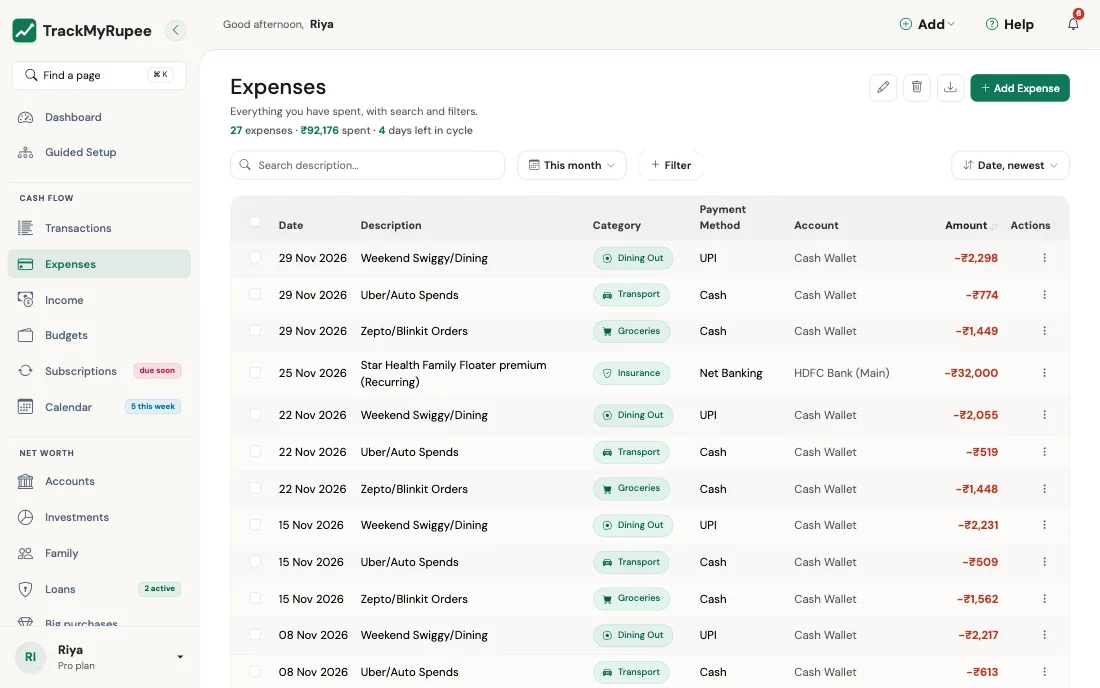 TrackMyRupee
Good afternoon, Riya
Add
Help
6
Find a page
⌘ K
Dashboard
Guided Setup
CASH FLOW
Transactions
Expenses
Income
Budgets
Subscriptions due soon
Calendar 5 this week
NET WORTH
Accounts
Investments
Family
Loans 2 active
Big purchases
RI
Riya
Pro plan
Expenses
Everything you have spent, with search and filters.
27 expenses · ₹92,176 spent · 4 days left in cycle
+ Add Expense
Search description...
This month
+ Filter
Date, newest
Date Description Category Payment Method Account Amount Actions
29 Nov 2026 Weekend Swiggy/Dining Dining Out UPI Cash Wallet -₹2,298
29 Nov 2026 Uber/Auto Spends Transport Cash Cash Wallet -₹774
29 Nov 2026 Zepto/Blinkit Orders Groceries Cash Cash Wallet -₹1,449
25 Nov 2026 Star Health Family Floater premium (Recurring) Insurance Net Banking HDFC Bank (Main) -₹32,000
22 Nov 2026 Weekend Swiggy/Dining Dining Out UPI Cash Wallet -₹2,055
22 Nov 2026 Uber/Auto Spends Transport Cash Cash Wallet -₹519
22 Nov 2026 Zepto/Blinkit Orders Groceries Cash Cash Wallet -₹1,448
15 Nov 2026 Weekend Swiggy/Dining Dining Out UPI Cash Wallet -₹2,231
15 Nov 2026 Uber/Auto Spends Transport Cash Cash Wallet -₹509
15 Nov 2026 Zepto/Blinkit Orders Groceries Cash Cash Wallet -₹1,562
08 Nov 2026 Weekend Swiggy/Dining Dining Out UPI Cash Wallet -₹2,217
08 Nov 2026 Uber/Auto Spends Transport Cash Cash Wallet -₹613